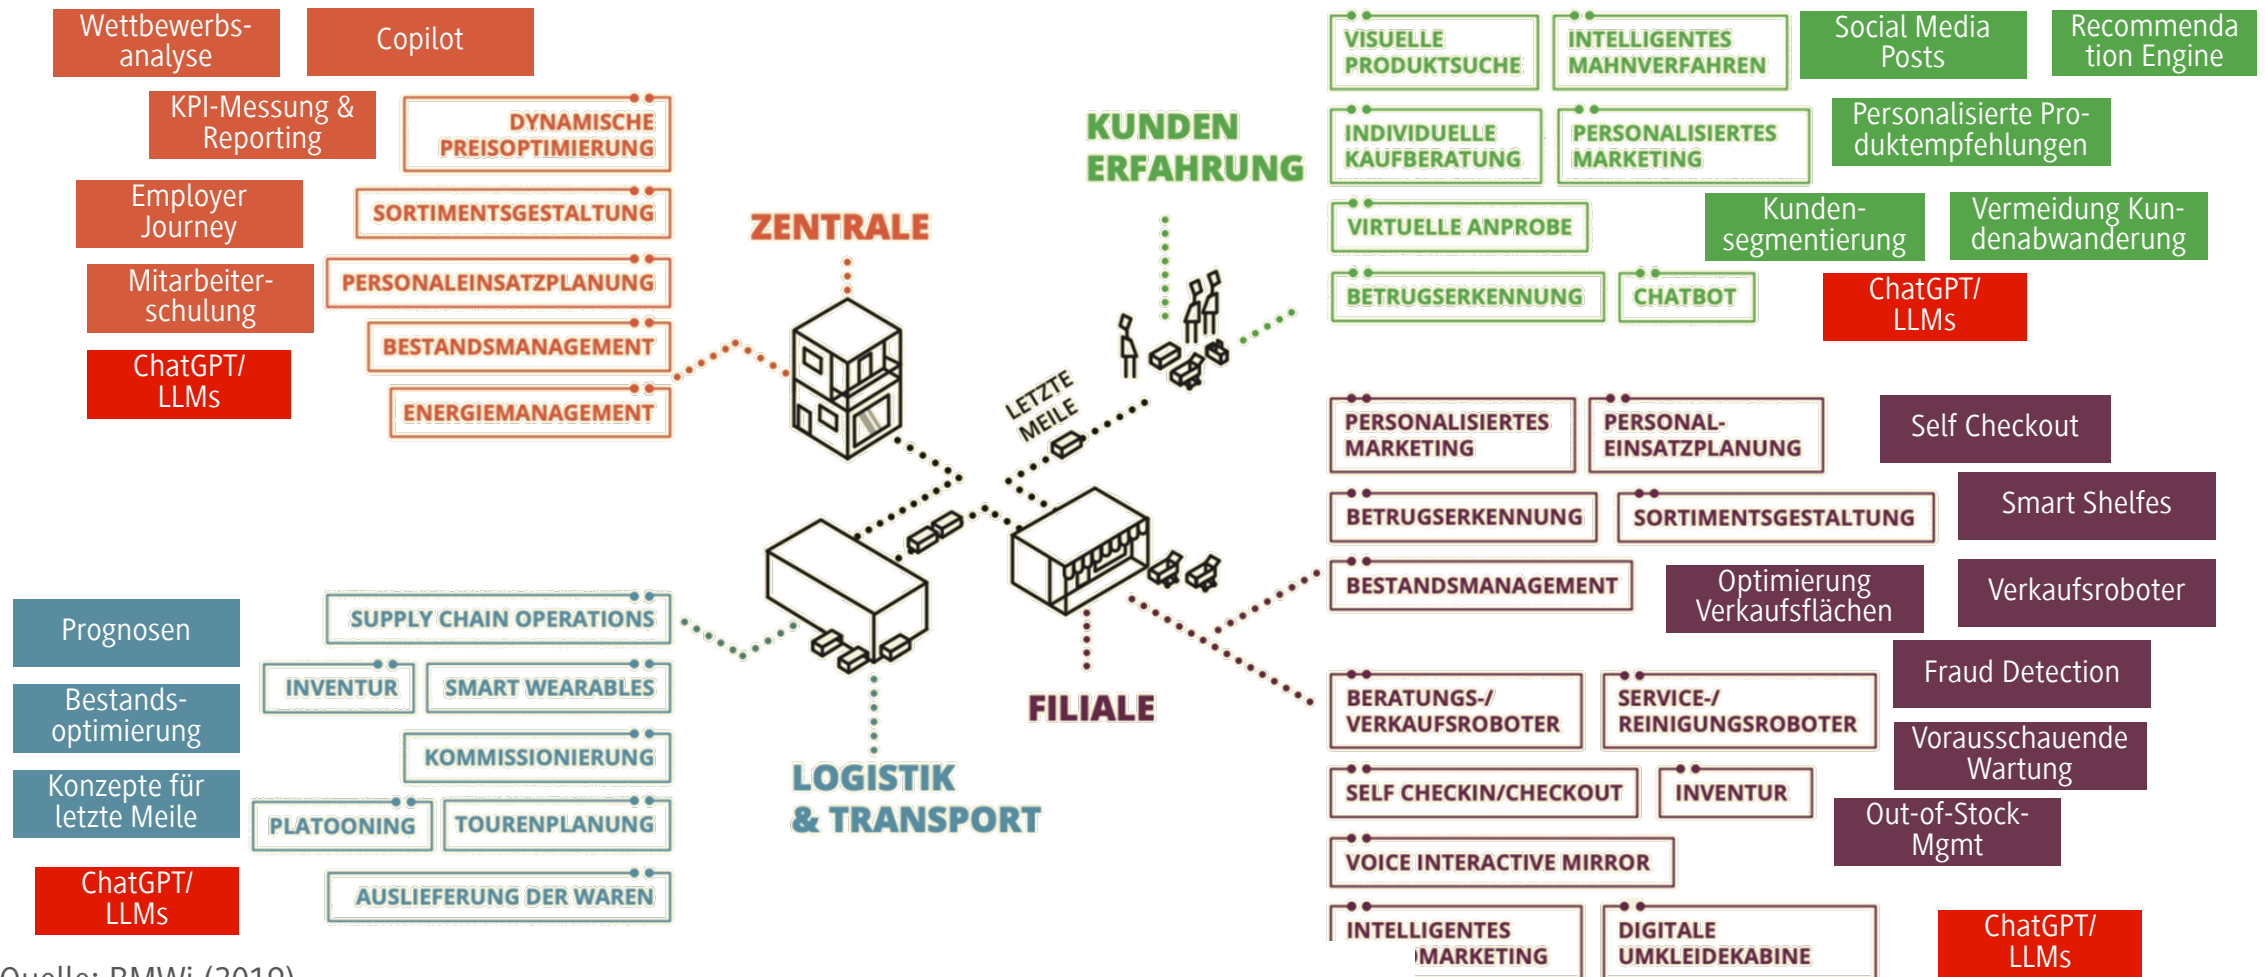 Wettbewerbs-
analyse
Copilot
KPI-Messung &
Reporting
DYNAMISCHE
PREISOPTIMIERUNG
Employer
Journey
SORTIMENTSGESTALTUNG
Mitarbeiter-
schulung
PERSONALEINSATZPLANUNG
BESTANDSMANAGEMENT
ChatGPT/
LLMs
ENERGIEMANAGEMENT
ZENTRALE
KUNDEN
ERFAHRUNG
VISUELLE
PRODUKTSUCHE
INTELLIGENTES
MAHNVERFAHREN
Social Media
Posts
Recommenda
tion Engine
INDIVIDUELLE
KAUFBERATUNG
PERSONALISIERTES
MARKETING
Personalisierte Pro-
duktempfehlungen
VIRTUELLE ANPROBE
Kunden-
segmentierung
Vermeidung Kun-
denabwanderung
BETRUGSERKENNUNG
CHATBOT
ChatGPT/
LLMs
LETZTE
MEILE
PERSONALISIERTES
MARKETING
PERSONAL-
EINSATZPLANUNG
Self Checkout
BETRUGSERKENNUNG
SORTIMENTSGESTALTUNG
Smart Shelfes
BESTANDSMANAGEMENT
Optimierung
Verkaufsflächen
Verkaufsroboter
Fraud Detection
BERATUNGS-/
VERKAUFSROBOTER
SERVICE-/
REINIGUNGSROBOTER
Vorausschauende
Wartung
SELF CHECKIN/CHECKOUT
INVENTUR
Out-of-Stock-
Mgmt
VOICE INTERACTIVE MIRROR
INTELLIGENTES
MARKETING
DIGITALE
UMKLEIDEKABINE
ChatGPT/
LLMs
FILIALE
Prognosen
SUPPLY CHAIN OPERATIONS
INVENTUR
SMART WEARABLES
Bestands-
optimierung
KOMMISSIONIERUNG
Konzepte für
letzte Meile
PLATOONING
TOURENPLANUNG
ChatGPT/
LLMs
AUSLIEFERUNG DER WAREN
LOGISTIK
& TRANSPORT
Quelle: BMWi (2019)